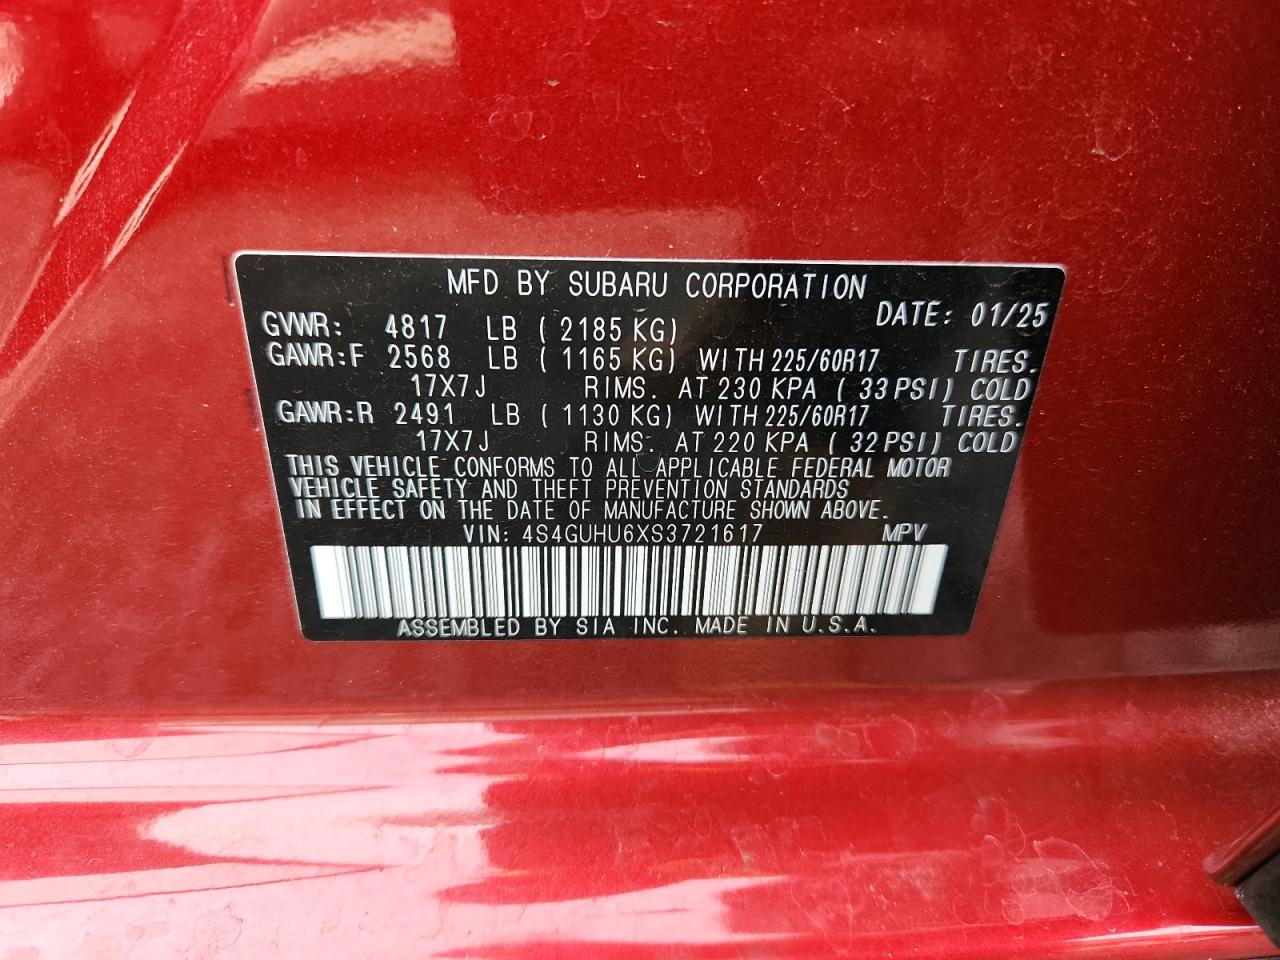 MFD BY SUBARU CORPORATION
DATE: 01/25
GVWR: 4817 LB ( 2185 KG)
GAWR:F 2568 LB ( 1165 KG) WITH 225/60R17 TIRES.
17X7J RIMS. AT 230 KPA ( 33 PSI) COLD
GAWR:R 2491 LB ( 1130 KG) WITH 225/60R17 TIRES.
17X7J RIMS. AT 220 KPA ( 32 PSI) COLD
THIS VEHICLE CONFORMS TO ALL APPLICABLE FEDERAL MOTOR
VEHICLE SAFETY AND THEFT PREVENTION STANDARDS
IN EFFECT ON THE DATE OF MANUFACTURE SHOWN ABOVE.
VIN: 4S4GUHU6XS3721617 MPV
ASSEMBLED BY SIA INC. MADE IN U.S.A.